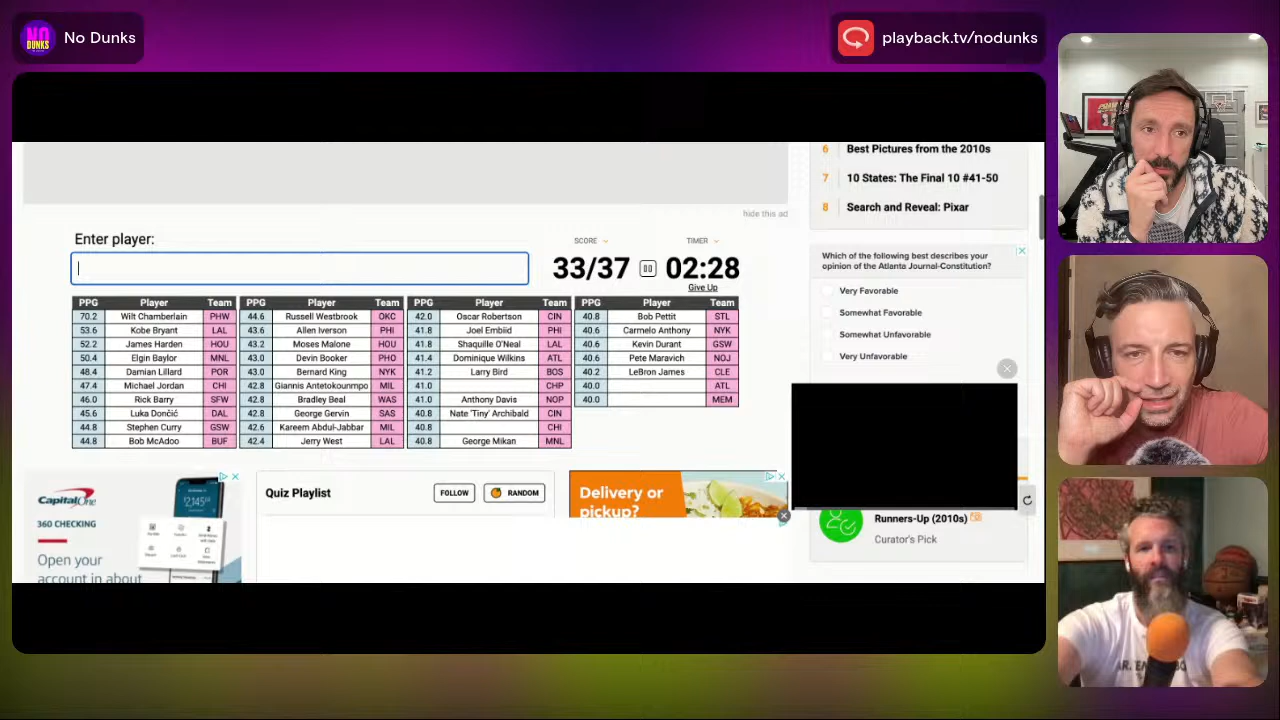 No Dunks
playback.tv/nodunks
NO
DUNKS
6 Best Pictures from the 2010s
7 10 States: The Final 10 #41-50
8 Search and Reveal: Pixar
hide this ad
Enter player:
SCORE
TIMER
33/37
02:28
Give Up
Which of the following best describes your
opinion of the Atlanta Journal-Constitution?
Very Favorable
Somewhat Favorable
Somewhat Unfavorable
Very Unfavorable
PPG Player Team PPG Player Team PPG Player Team PPG Player Team
70.2 Wilt Chamberlain PHW 44.6 Russell Westbrook OKC 42.0 Oscar Robertson CIN 40.8 Bob Pettit STL
53.6 Kobe Bryant LAL 43.6 Allen Iverson PHI 41.8 Joel Embiid PHI 40.6 Carmelo Anthony NYK
52.2 James Harden HOU 43.2 Moses Malone HOU 41.8 Shaquille O'Neal LAL 40.6 Kevin Durant GSW
50.4 Elgin Baylor MNL 43.0 Devin Booker PHO 41.4 Dominique Wilkins ATL 40.6 Pete Maravich NOJ
48.4 Damian Lillard POR 43.0 Bernard King NYK 41.2 Larry Bird BOS 40.2 LeBron James CLE
47.4 Michael Jordan CHI 42.8 Giannis Antetokounmpo MIL 41.0 CHP 40.0 ATL
46.0 Rick Barry SFW 42.8 Bradley Beal WAS 41.0 Anthony Davis NOP 40.0 MEM
45.6 Luka Dončić DAL 42.8 George Gervin SAS 40.8 Nate 'Tiny' Archibald CIN
44.8 Stephen Curry GSW 42.6 Kareem Abdul-Jabbar MIL 40.8 CHI
44.8 Bob McAdoo BUF 42.4 Jerry West LAL 40.8 George Mikan MNL
Capital One
360 CHECKING
Open your
account in about
Quiz Playlist
FOLLOW
RANDOM
Delivery or
pickup?
Runners-Up (2010s)
Curator's Pick